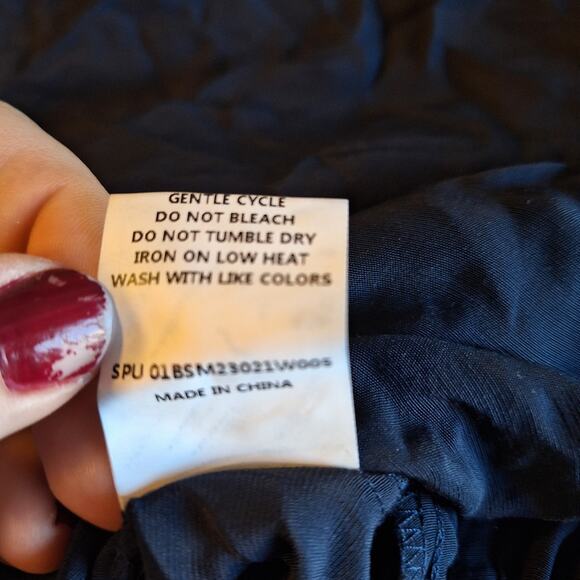 GENTLE CYCLE
DO NOT BLEACH
DO NOT TUMBLE DRY
IRON ON LOW HEAT
WASH WITH LIKE COLORS
SPU 01BSM23021W005
MADE IN CHINA